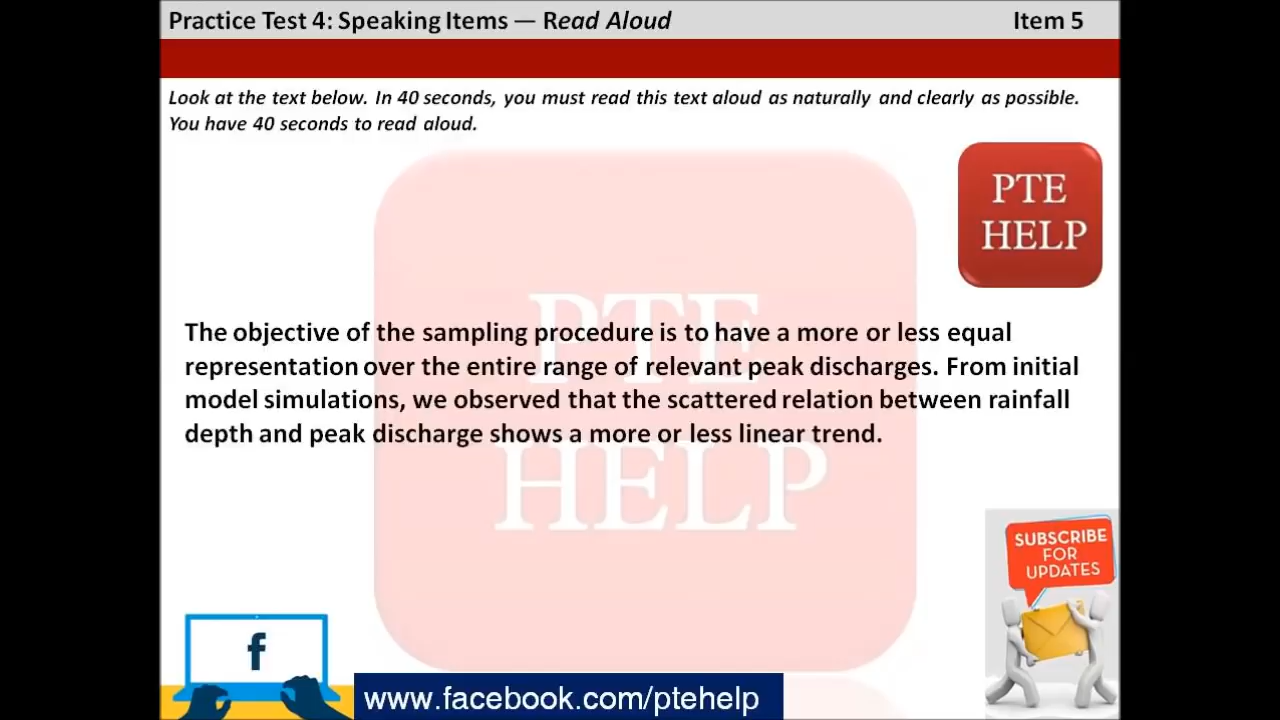 Practice Test 4: Speaking Items — Read Aloud Item 5
Look at the text below. In 40 seconds, you must read this text aloud as naturally and clearly as possible.
You have 40 seconds to read aloud.
PTE
HELP
PTE
HELP
The objective of the sampling procedure is to have a more or less equal
representation over the entire range of relevant peak discharges. From initial
model simulations, we observed that the scattered relation between rainfall
depth and peak discharge shows a more or less linear trend.
SUBSCRIBE
FOR
UPDATES
f
www.facebook.com/ptehelp